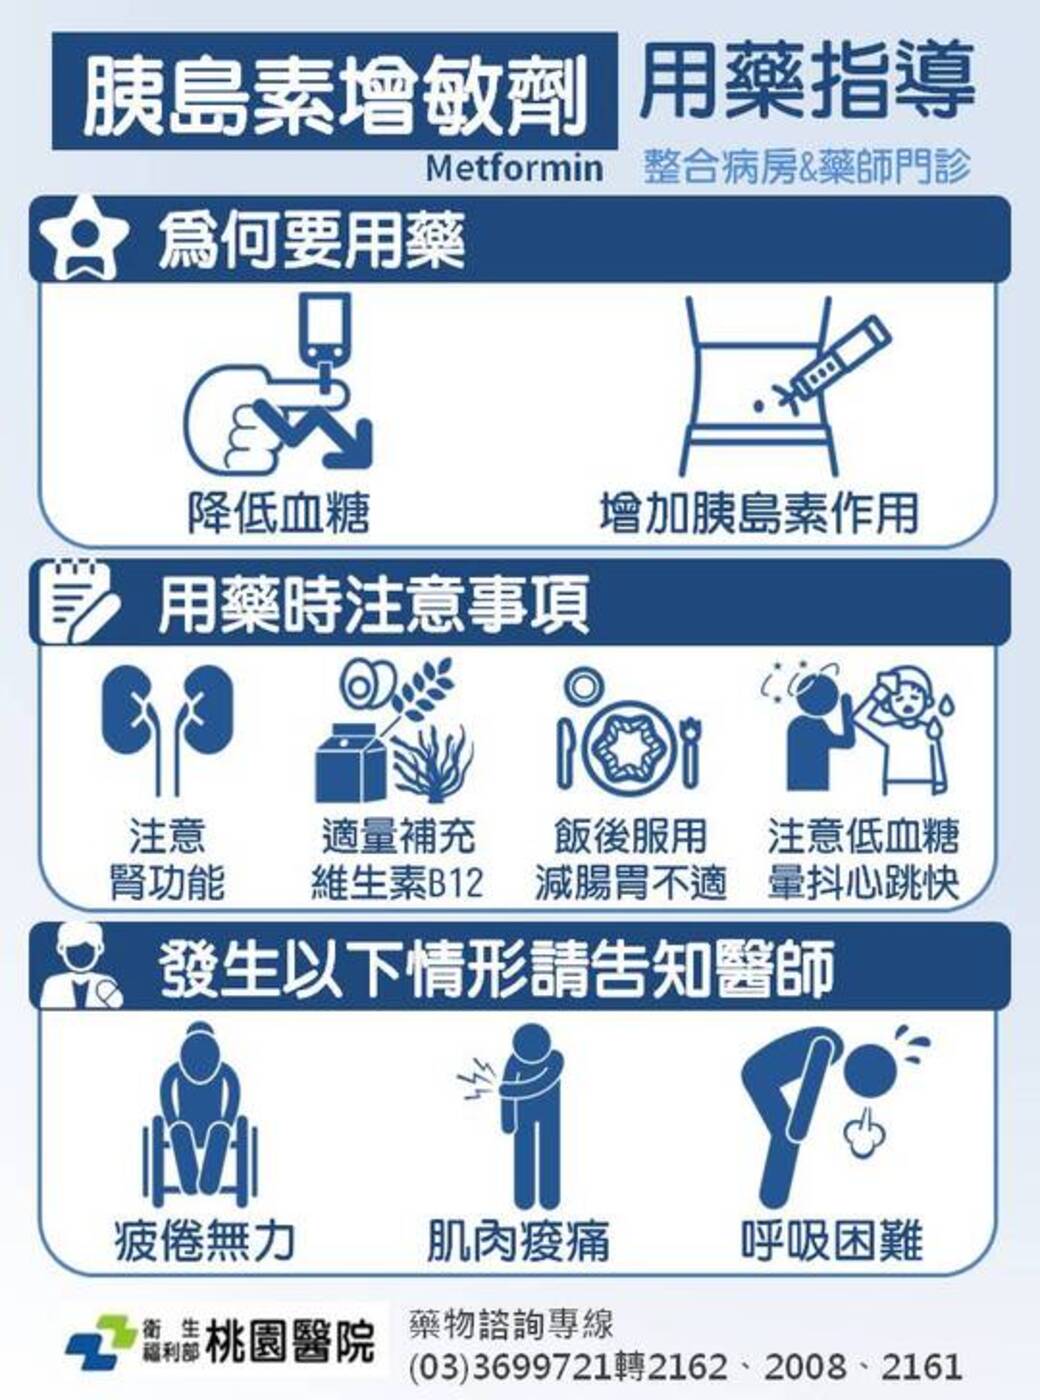 胰島素增敏劑 用藥指導
Metformin 整合病房&藥師門診
為何要用藥
降低血糖 增加胰島素作用
用藥時注意事項
注意 適量補充 飯後服用 注意低血糖
腎功能 維生素B12 減腸胃不適 暈抖心跳快
發生以下情形請告知醫師
疲倦無力 肌肉痠痛 呼吸困難
衛生福利部 桃園醫院
藥物諮詢專線
(03)3699721轉2162、2008、2161